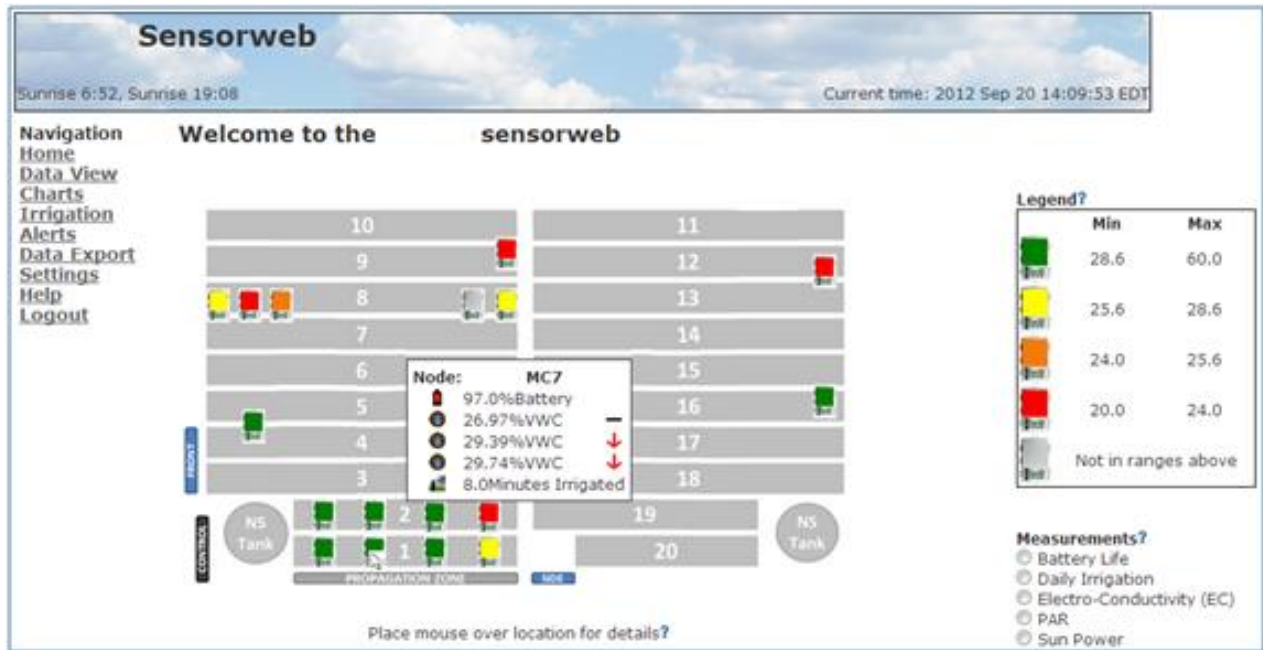 Sensorweb
Sunrise 6:52, Sunrise 19:08
Current time: 2012 Sep 20 14:09:53 EDT
Navigation
Home
Data View
Charts
Irrigation
Alerts
Data Export
Settings
Help
Logout
Welcome to the sensorweb
10
9
8
7
6
5
4
3
2
1
11
12
13
14
15
16
17
18
19
20
Node: MC7
97.0%Battery
26.97%VWC
29.39%VWC
29.74%VWC
8.0Minutes Irrigated
FRONT
CONTROL
NS
Tank
NS
Tank
PROPAGATION ZONE
Place mouse over location for details?
Legend?
Min Max
28.6 60.0
25.6 28.6
24.0 25.6
20.0 24.0
Not in ranges above
Measurements?
Battery Life
Daily Irrigation
Electro-Conductivity (EC)
PAR
Sun Power